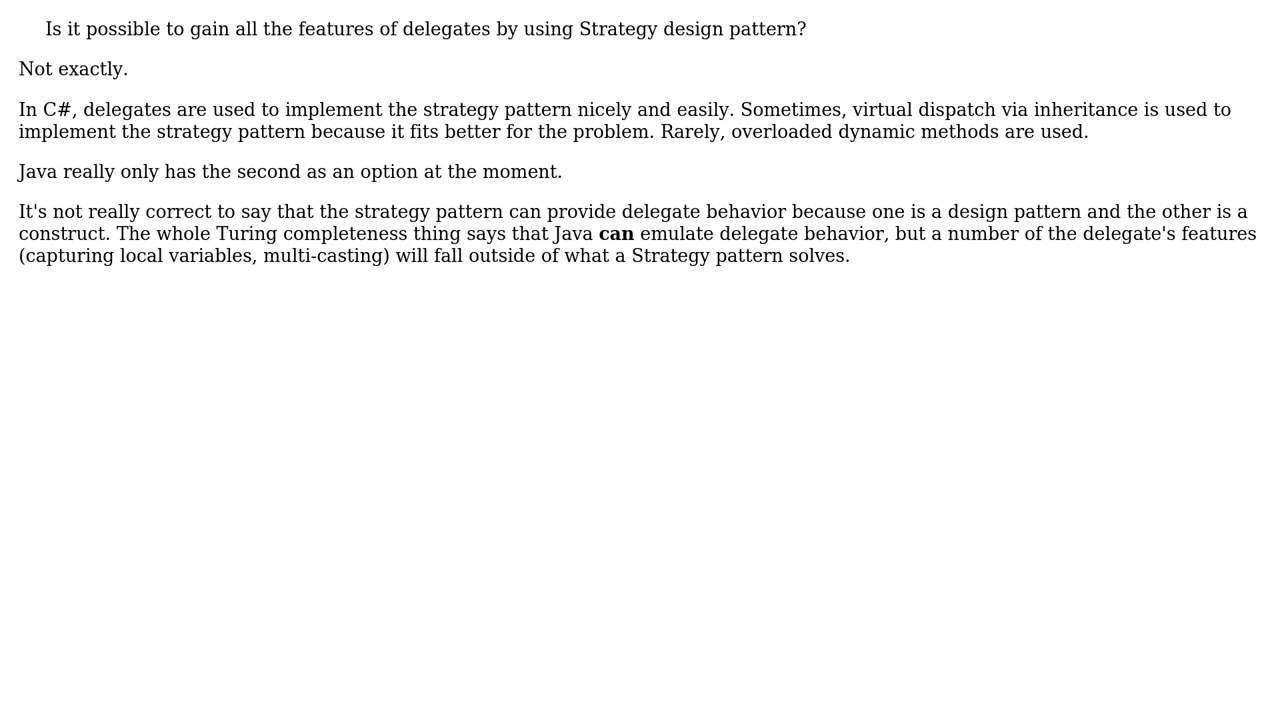 Is it possible to gain all the features of delegates by using Strategy design pattern?
Not exactly.
In C#, delegates are used to implement the strategy pattern nicely and easily. Sometimes, virtual dispatch via inheritance is used to
implement the strategy pattern because it fits better for the problem. Rarely, overloaded dynamic methods are used.
Java really only has the second as an option at the moment.
It's not really correct to say that the strategy pattern can provide delegate behavior because one is a design pattern and the other is a
construct. The whole Turing completeness thing says that Java can emulate delegate behavior, but a number of the delegate's features
(capturing local variables, multi-casting) will fall outside of what a Strategy pattern solves.